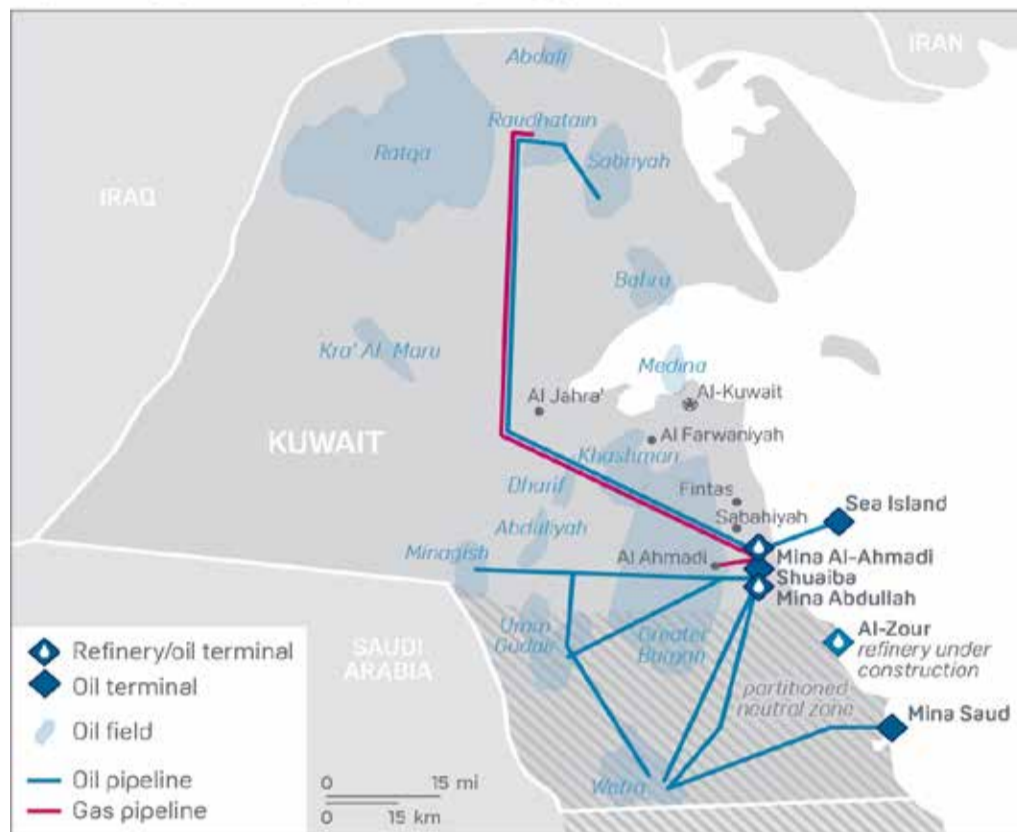 IRAN
Abdali
Raudhatain
Ratqa
Sabriyah
IRAQ
Bahra
Kra' Al Maru
Medina
Al Jahra'
Al-Kuwait
KUWAIT
Al Farwaniyah
Khashman
Dharif
Fintas
Sea Island
Abduliyah
Sabahiyah
Minagish
Al Ahmadi
Mina Al-Ahmadi
Shuaiba
Mina Abdullah
SAUDI
ARABIA
Umm
Gudair
Greater
Burgan
Al-Zour
refinery under
construction
partitioned
neutral zone
Mina Saud
Wafra
Refinery/oil terminal
Oil terminal
Oil field
Oil pipeline
Gas pipeline
0 15 mi
0 15 km